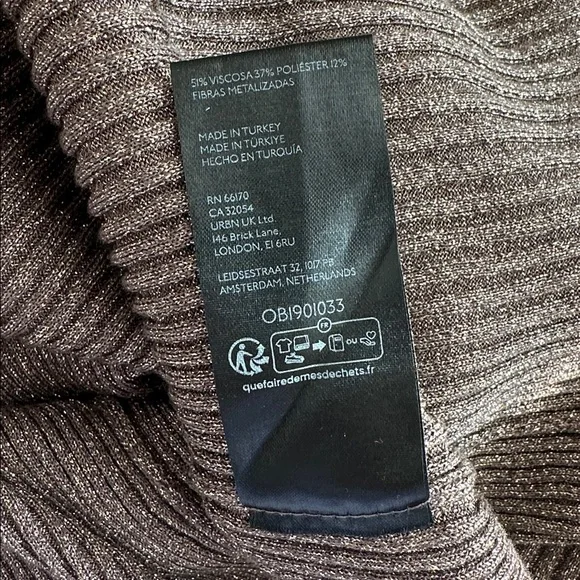 51% VISCOSA 37% POLIÉSTER 12%
FIBRAS METALIZADAS
MADE IN TURKEY
MADE IN TÜRKIYE
HECHO EN TURQUÍA
RN 66170
CA 32054
URBN UK Ltd.
146 Brick Lane,
LONDON, E1 6RU
LEIDSESTRAAT 32, 1017 PB
AMSTERDAM, NETHERLANDS
OB1901033
FR
OU
quefairedemesdechets.fr